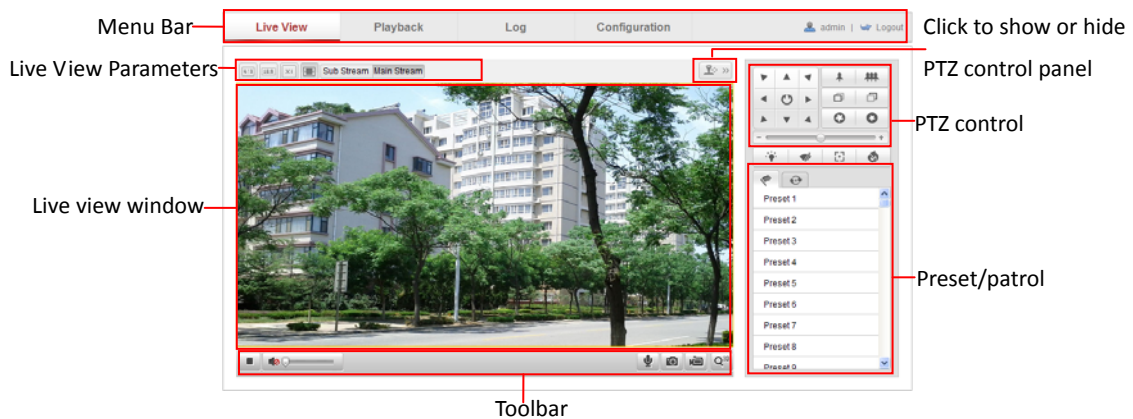 Menu Bar
Live View
Playback
Log
Configuration
admin | Logout
Click to show or hide
PTZ control panel
Live View Parameters
Sub Stream Main Stream
PTZ control
Live view window
Preset 1
Preset 2
Preset 3
Preset 4
Preset 5
Preset 6
Preset 7
Preset 8
Preset 9
Preset/patrol
Toolbar